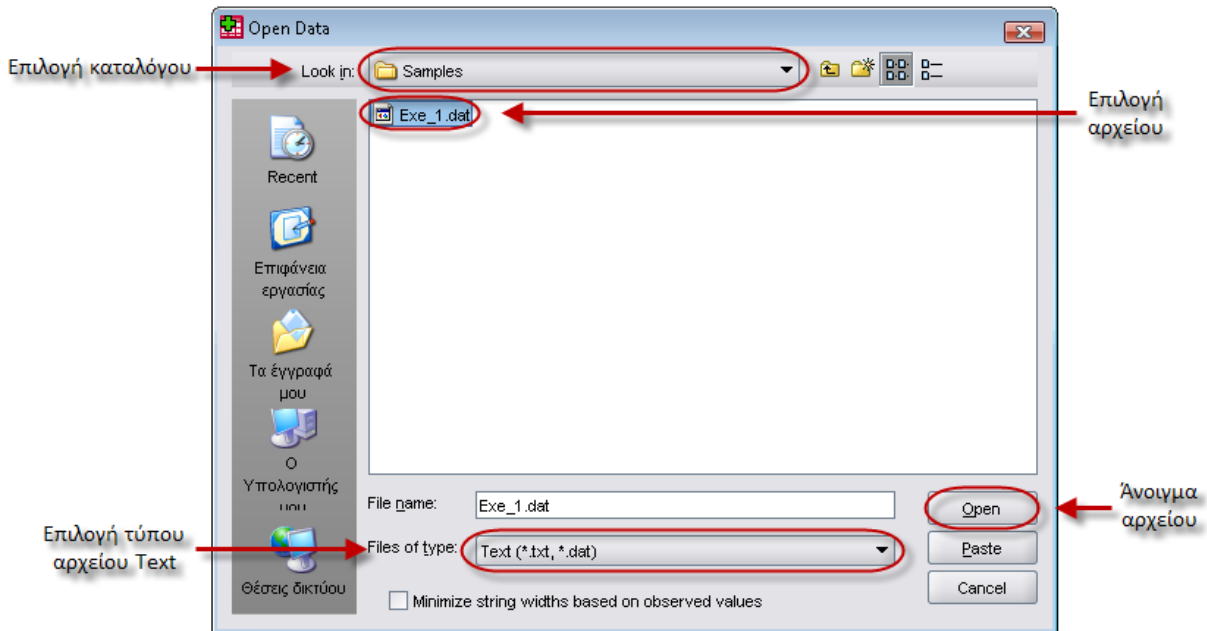 Open Data
Επιλογή καταλόγου
Look in:
Samples
Exe_1.dat
Επιλογή
αρχείου
Recent
Επιφάνεια
εργασίας
Τα έγγραφά
μου
Ο
Υπολογιστής
μου
Θέσεις δικτύου
File name:
Exe_1.dat
Open
Άνοιγμα
αρχείου
Επιλογή τύπου
αρχείου Text
Files of type:
Text (*.txt, *.dat)
Paste
Minimize string widths based on observed values
Cancel